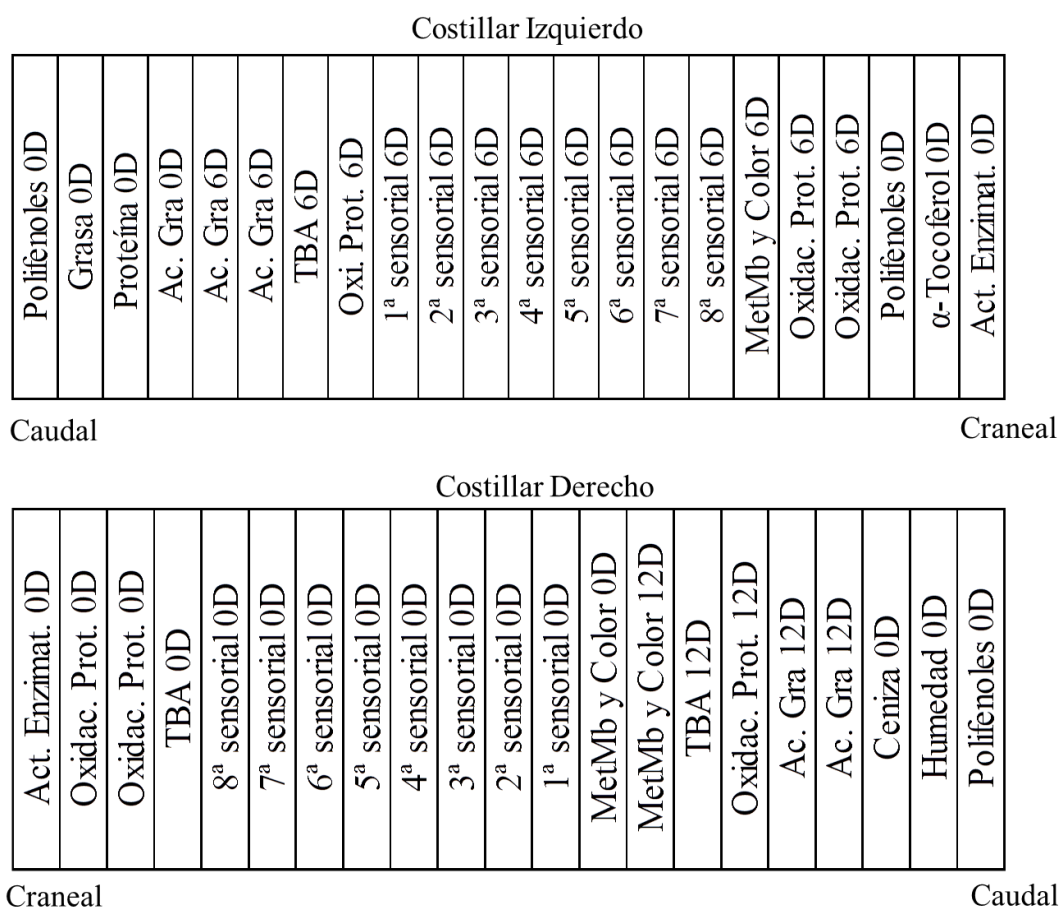 Costillar Izquierdo
Polifenoles 0D
Grasa 0D
Proteína 0D
Ac. Gra 0D
Ac. Gra 6D
Ac. Gra 6D
TBA 6D
Oxi. Prot. 6D
1ª sensorial 6D
2ª sensorial 6D
3ª sensorial 6D
4ª sensorial 6D
5ª sensorial 6D
6ª sensorial 6D
7ª sensorial 6D
8ª sensorial 6D
MetMb y Color 6D
Oxidac. Prot. 6D
Oxidac. Prot. 6D
Polifenoles 0D
α-Tocoferol 0D
Act. Enzimat. 0D
Caudal
Craneal
Costillar Derecho
Act. Enzimat. 0D
Oxidac. Prot. 0D
Oxidac. Prot. 0D
TBA 0D
8ª sensorial 0D
7ª sensorial 0D
6ª sensorial 0D
5ª sensorial 0D
4ª sensorial 0D
3ª sensorial 0D
2ª sensorial 0D
1ª sensorial 0D
MetMb y Color 0D
MetMb y Color 12D
TBA 12D
Oxidac. Prot. 12D
Ac. Gra 12D
Ac. Gra 12D
Ceniza 0D
Humedad 0D
Polifenoles 0D
Craneal
Caudal